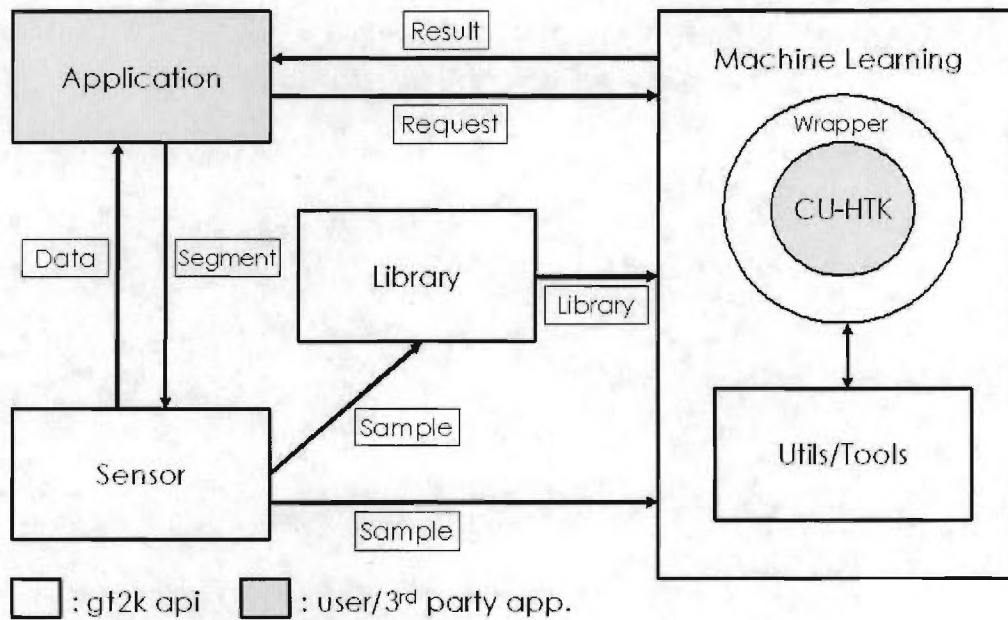 Result
Application
Machine Learning
Request
Wrapper
CU-HTK
Data
Segment
Library
Library
Sample
Utils/Tools
Sensor
Sample
: gt2k api
: user/3rd party app.